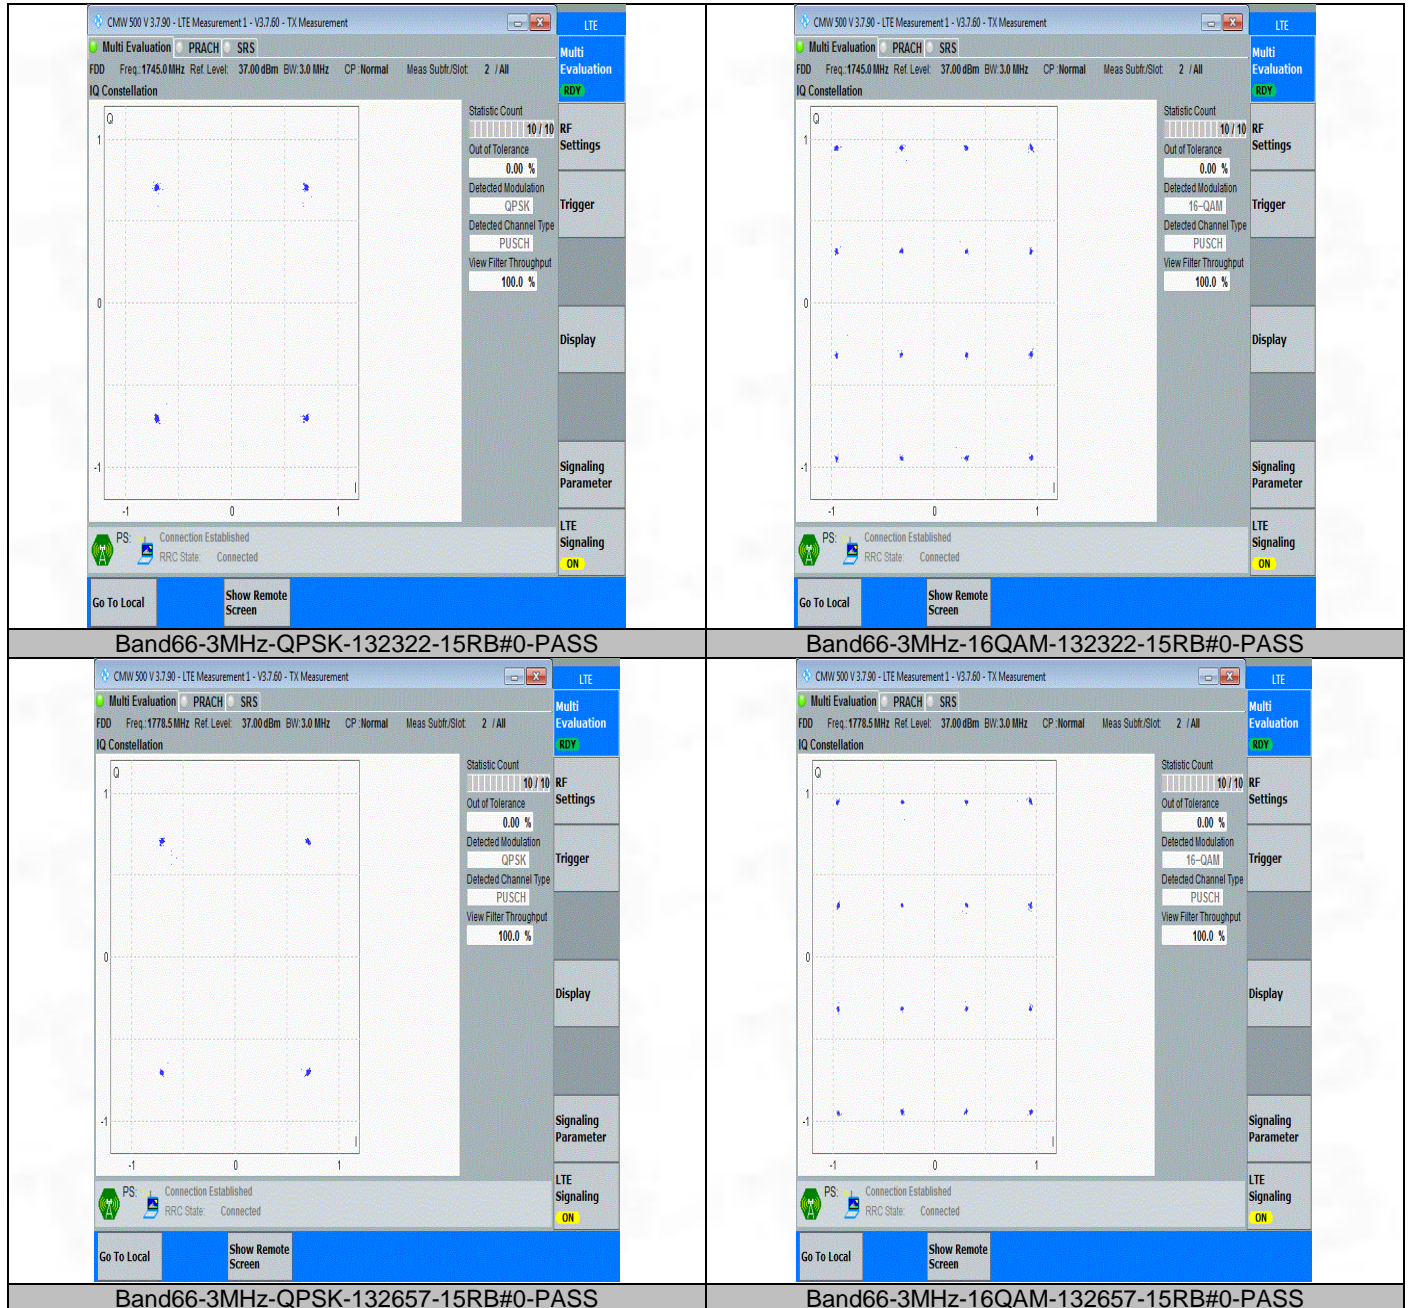 CMW 500 V 3.7.90 - LTE Measurement 1 - V3.7.60 - TX Measurement
LTE
Multi Evaluation PRACH SRS
Multi
Evaluation
RDY
FDD Freq.:1745.0 MHz Ref. Level: 37.00 dBm BW:3.0 MHz CP :Normal Meas Subfr./Slot: 2 / All
IQ Constellation
Q
1
0
-1
I
-1 0 1
Statistic Count
10 / 10
Out of Tolerance
0.00 %
Detected Modulation
QPSK
Detected Channel Type
PUSCH
View Filter Throughput
100.0 %
RF
Settings
Trigger
Display
Signaling
Parameter
LTE
Signaling
ON
PS: Connection Established
RRC State: Connected
Go To Local
Show Remote
Screen
CMW 500 V 3.7.90 - LTE Measurement 1 - V3.7.60 - TX Measurement
LTE
Multi Evaluation PRACH SRS
Multi
Evaluation
RDY
FDD Freq.:1745.0 MHz Ref. Level: 37.00 dBm BW:3.0 MHz CP :Normal Meas Subfr./Slot: 2 / All
IQ Constellation
Q
1
0
-1
I
-1 0 1
Statistic Count
10 / 10
Out of Tolerance
0.00 %
Detected Modulation
16-QAM
Detected Channel Type
PUSCH
View Filter Throughput
100.0 %
RF
Settings
Trigger
Display
Signaling
Parameter
LTE
Signaling
ON
PS: Connection Established
RRC State: Connected
Go To Local
Show Remote
Screen
Band66-3MHz-QPSK-132322-15RB#0-PASS
Band66-3MHz-16QAM-132322-15RB#0-PASS
CMW 500 V 3.7.90 - LTE Measurement 1 - V3.7.60 - TX Measurement
LTE
Multi Evaluation PRACH SRS
Multi
Evaluation
RDY
FDD Freq.:1778.5 MHz Ref. Level: 37.00 dBm BW:3.0 MHz CP :Normal Meas Subfr./Slot: 2 / All
IQ Constellation
Q
1
0
-1
I
-1 0 1
Statistic Count
10 / 10
Out of Tolerance
0.00 %
Detected Modulation
QPSK
Detected Channel Type
PUSCH
View Filter Throughput
100.0 %
RF
Settings
Trigger
Display
Signaling
Parameter
LTE
Signaling
ON
PS: Connection Established
RRC State: Connected
Go To Local
Show Remote
Screen
CMW 500 V 3.7.90 - LTE Measurement 1 - V3.7.60 - TX Measurement
LTE
Multi Evaluation PRACH SRS
Multi
Evaluation
RDY
FDD Freq.:1778.5 MHz Ref. Level: 37.00 dBm BW:3.0 MHz CP :Normal Meas Subfr./Slot: 2 / All
IQ Constellation
Q
1
0
-1
I
-1 0 1
Statistic Count
10 / 10
Out of Tolerance
0.00 %
Detected Modulation
16-QAM
Detected Channel Type
PUSCH
View Filter Throughput
100.0 %
RF
Settings
Trigger
Display
Signaling
Parameter
LTE
Signaling
ON
PS: Connection Established
RRC State: Connected
Go To Local
Show Remote
Screen
Band66-3MHz-QPSK-132657-15RB#0-PASS
Band66-3MHz-16QAM-132657-15RB#0-PASS